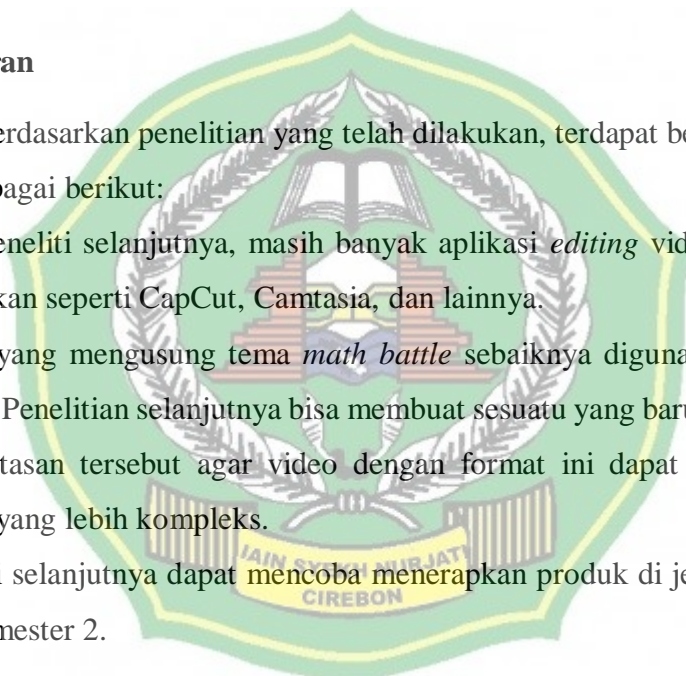 ran
erdasarkan penelitian yang telah dilakukan, terdapat be
bagai berikut:
eneliti selanjutnya, masih banyak aplikasi editing vid
kan seperti CapCut, Camtasia, dan lainnya.
yang mengusung tema math battle sebaiknya diguna
Penelitian selanjutnya bisa membuat sesuatu yang baru
tasan tersebut agar video dengan format ini dapat
yang lebih kompleks.
IAIN SYEKH NURJATI
i selanjutnya dapat mencoba menerapkan produk di je
CIREBON
mester 2.